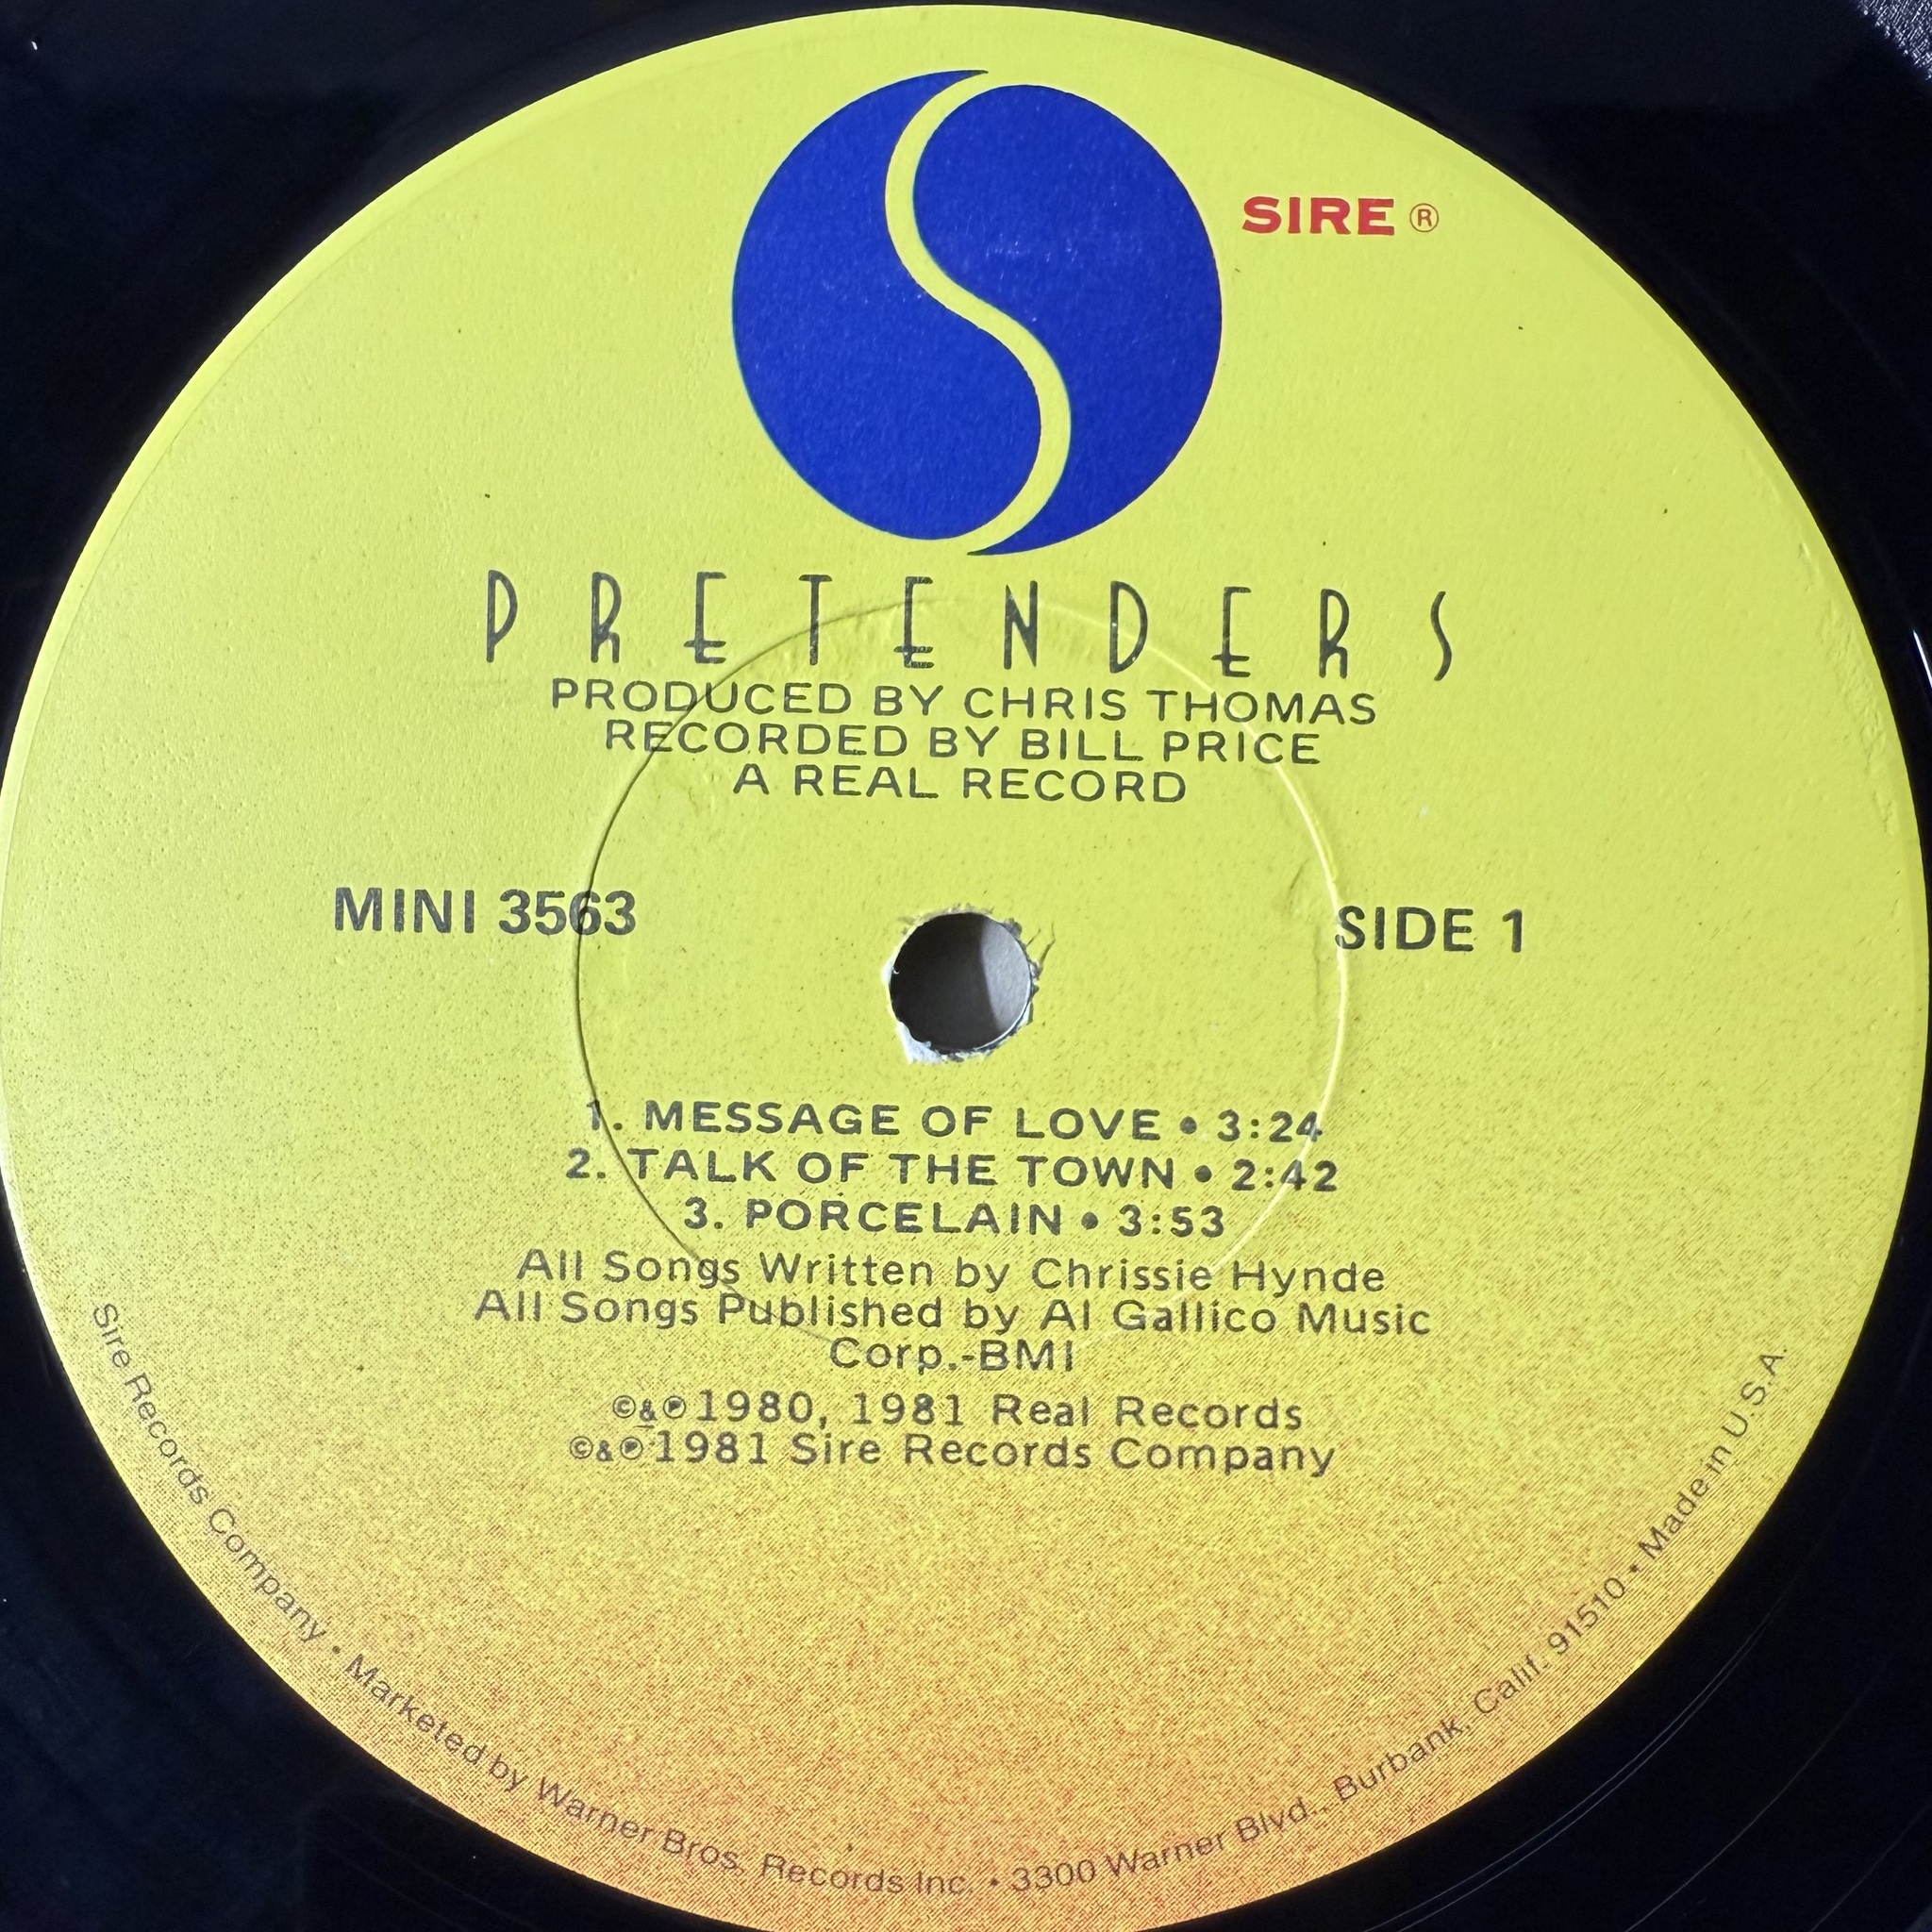 SIRE ®
PRETENDERS
PRODUCED BY CHRIS THOMAS
RECORDED BY BILL PRICE
A REAL RECORD
MINI 3563
SIDE 1
1. MESSAGE OF LOVE • 3:24
2. TALK OF THE TOWN • 2:42
3. PORCELAIN • 3:53
All Songs Written by Chrissie Hynde
All Songs Published by Al Gallico Music
Corp.-BMI
©&℗1980, 1981 Real Records
©&℗1981 Sire Records Company
Sire Records Company • Marketed by Warner Bros. Records Inc. • 3300 Warner Blvd., Burbank, Calif. 91510 • Made in U.S.A.